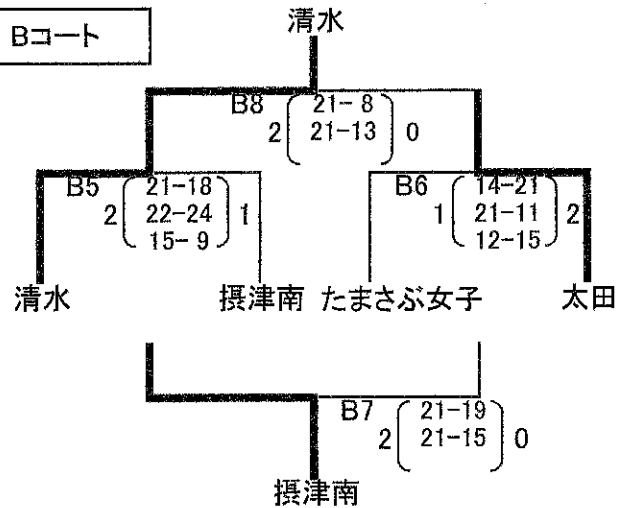 Bコート
清水
B8 21- 8
2 21-13 0
B5 21-18
2 22-24 1
15- 9
B6 14-21
1 21-11 2
12-15
清水 摂津南 たまさぶ女子 太田
B7 21-19
2 21-15 0
摂津南